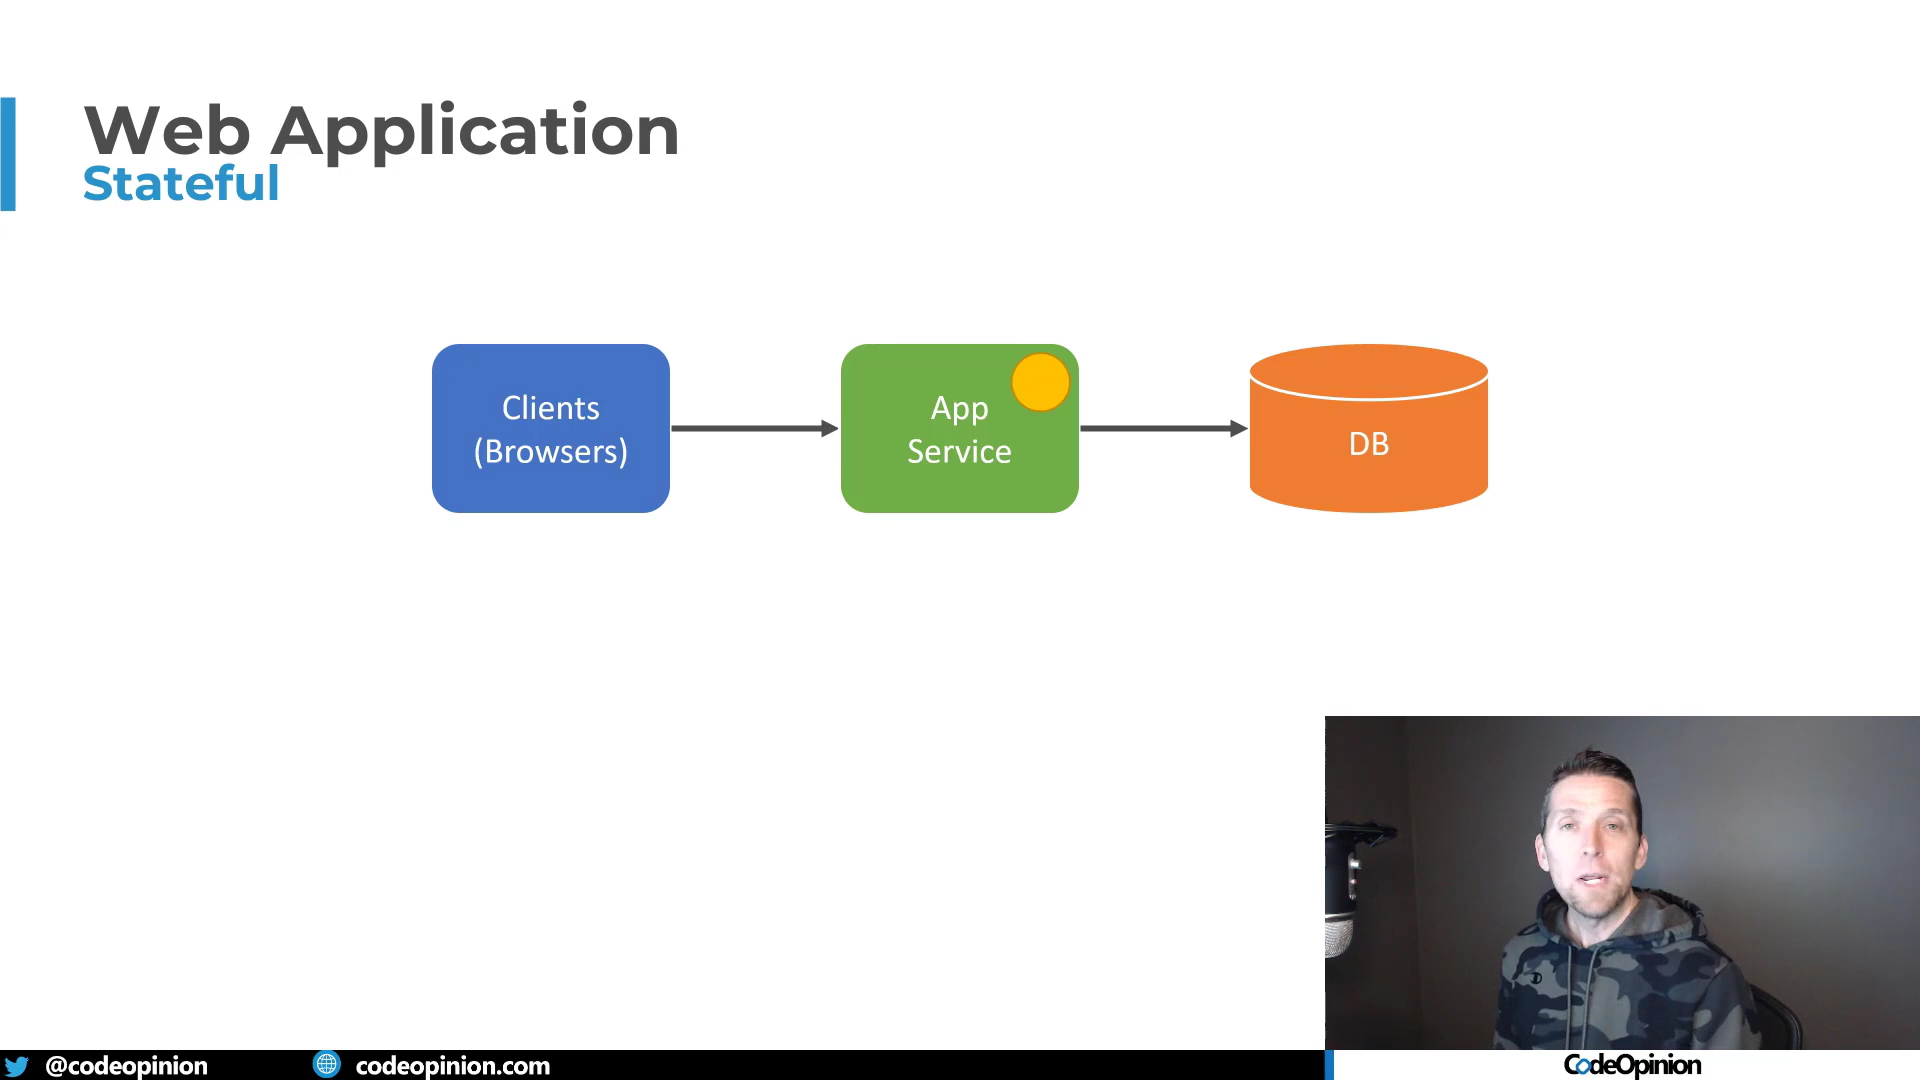 Web Application
Stateful
Clients
(Browsers)
App
Service
DB
@codeopinion
codeopinion.com
CodeOpinion